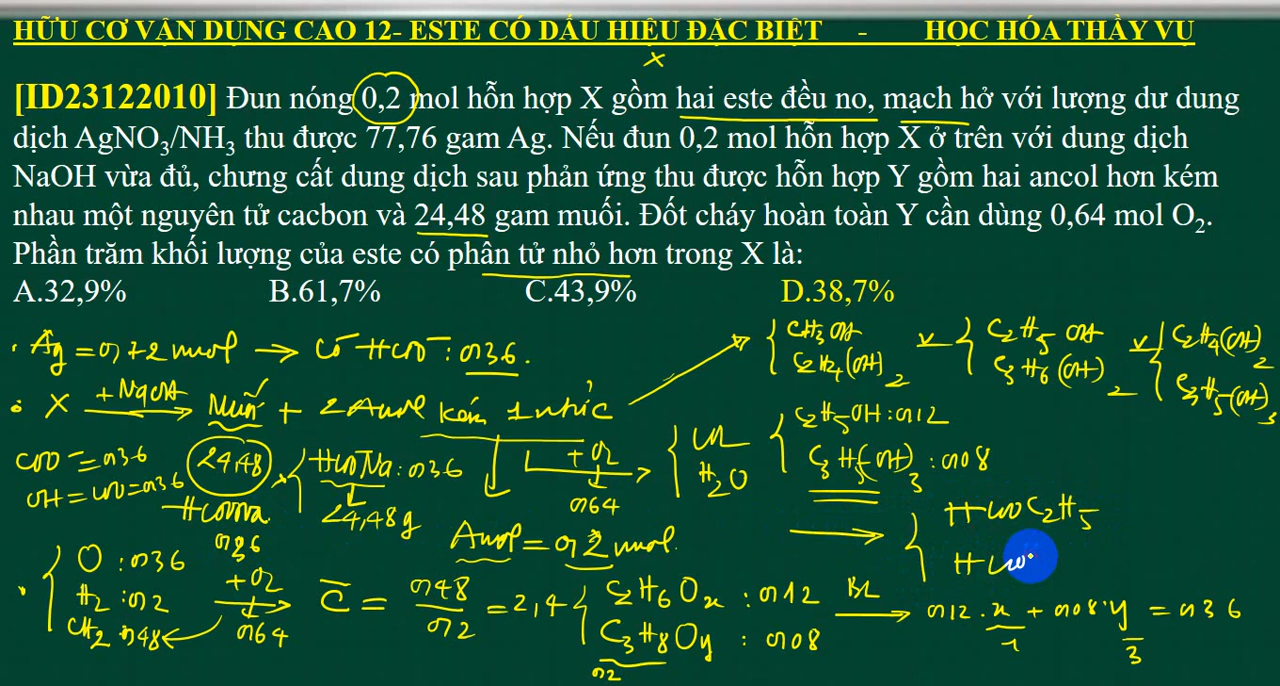 HỮU CƠ VẬN DỤNG CAO 12- ESTE CÓ DẤU HIỆU ĐẶC BIỆT - HỌC HÓA THẦY VỤ
x
[ID23122010] Đun nóng 0,2 mol hỗn hợp X gồm hai este đều no, mạch hở với lượng dư dung
dịch AgNO₃/NH₃ thu được 77,76 gam Ag. Nếu đun 0,2 mol hỗn hợp X ở trên với dung dịch
NaOH vừa đủ, chưng cất dung dịch sau phản ứng thu được hỗn hợp Y gồm hai ancol hơn kém
nhau một nguyên tử cacbon và 24,48 gam muối. Đốt cháy hoàn toàn Y cần dùng 0,64 mol O₂.
Phần trăm khối lượng của este có phân tử nhỏ hơn trong X là:
A.32,9% B.61,7% C.43,9% D.38,7%
Ag = 0,72 mol → có HCOO⁻ : 0,36
CH₃OH
C₂H₄(OH)₂
v C₂H₅OH
C₃H₆(OH)₂
v C₂H₄(OH)₂
C₃H₅(OH)₃
X + NaOH → Muối + 2 Ancol kém 1 nhóm
COO⁻ = 0,36
OH = COO = 0,36
24,48
HCOONa : 0,36
24,48g
HCOONa
0,36
+ O₂
0,64
CO₂
H₂O
C₂H₅OH : 0,12
C₃H₅(OH)₃ : 0,08
Ancol = 0,2 mol.
→ HCOOC₂H₅
HCOO
O : 0,36
H₂ : 0,2
CH₂ : 0,48
+ O₂
0,64
C̄ = 0,48/0,2 = 2,4
C₂H₆Oₓ : 0,12
C₃H₈Oy : 0,08
0,2
BL → 0,12.x + 0,08.y = 0,36
1
3